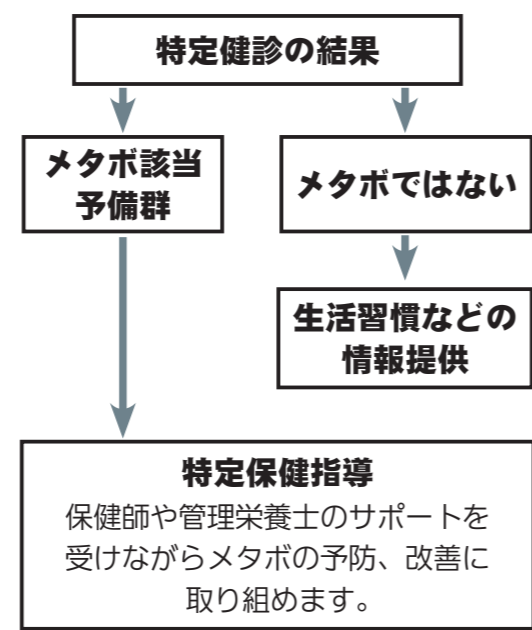 特定健診の結果
メタボ該当
予備群
メタボではない
生活習慣などの
情報提供
特定保健指導
保健師や管理栄養士のサポートを
受けながらメタボの予防、改善に
取り組めます。